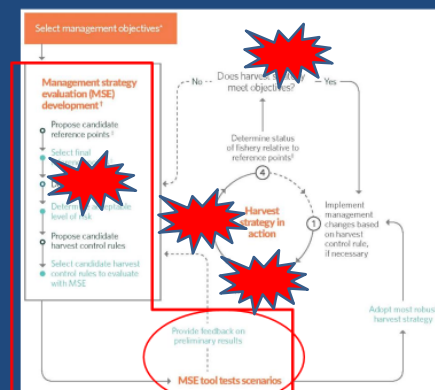 Select management objectives*
Management strategy
evaluation (MSE)
development†
Propose candidate
reference points‡
Select final
Propose candidate
harvest control rules
Select candidate harvest
control rules to evaluate
with MSE
No
Does harvest
meet objectives?
Yes
Determine status
of fishery relative to
reference points‡
4
Harvest
strategy in
action
1
Implement
management
changes based on
harvest control rule,
if necessary
Adopt most robust
harvest strategy
Provide feedback on
preliminary results
MSE tool tests scenarios